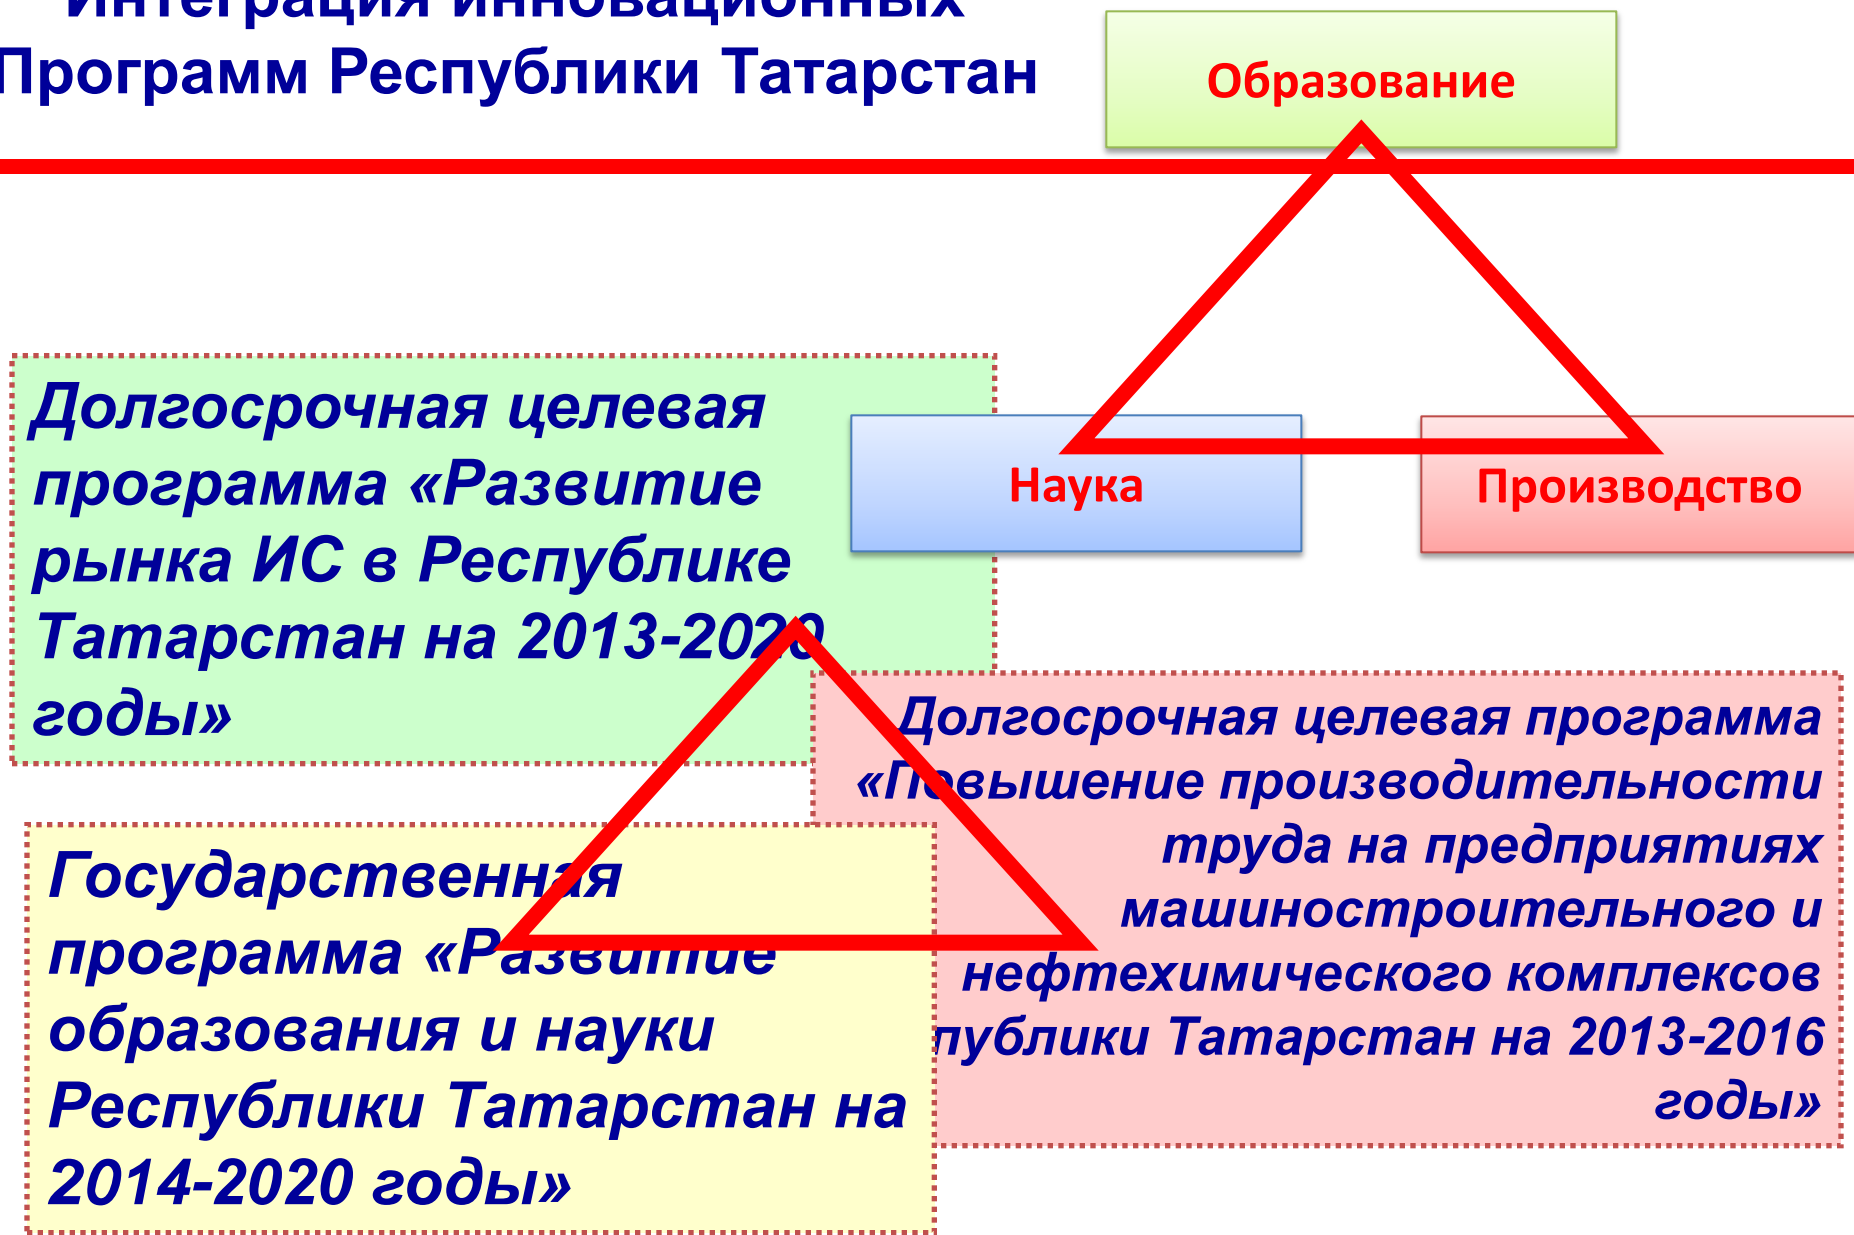 Интеграция инновационных
Программ Республики Татарстан
Образование
Наука
Производство
Долгосрочная целевая
программа «Развитие
рынка ИС в Республике
Татарстан на 2013-2020
годы»
Долгосрочная целевая программа
«Повышение производительности
труда на предприятиях
машиностроительного и
нефтехимического комплексов
публики Татарстан на 2013-2016
годы»
Государственная
программа «Развитие
образования и науки
Республики Татарстан на
2014-2020 годы»